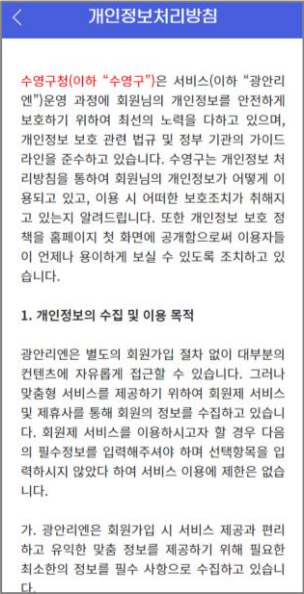 개인정보처리방침
수영구청(이하 “수영구”)은 서비스(이하 “광안리
엔”)운영 과정에 회원님의 개인정보를 안전하게
보호하기 위하여 최선의 노력을 다하고 있으며,
개인정보 보호 관련 법규 및 정부 기관의 가이드
라인을 준수하고 있습니다. 수영구는 개인정보 처
리방침을 통하여 회원님의 개인정보가 어떻게 이
용되고 있고, 이용 시 어떠한 보호조치가 취해지
고 있는지 알려드립니다. 또한 개인정보 보호 정
책을 홈페이지 첫 화면에 공개함으로써 이용자들
이 언제나 용이하게 보실 수 있도록 조치하고 있
습니다.
1. 개인정보의 수집 및 이용 목적
광안리엔은 별도의 회원가입 절차 없이 대부분의
컨텐츠에 자유롭게 접근할 수 있습니다. 그러나
맞춤형 서비스를 제공하기 위하여 회원제 서비스
및 제휴사를 통해 회원의 정보를 수집하고 있습니
다. 회원제 서비스를 이용하시고자 할 경우 다음
의 필수정보를 입력해주셔야 하며 선택항목을 입
력하시지 않았다 하여 서비스 이용에 제한은 없습
니다.
가. 광안리엔은 회원가입 시 서비스 제공과 편리
하고 유익한 맞춤 정보를 제공하기 위해 필요한
최소한의 정보를 필수 사항으로 수집하고 있습니
다.